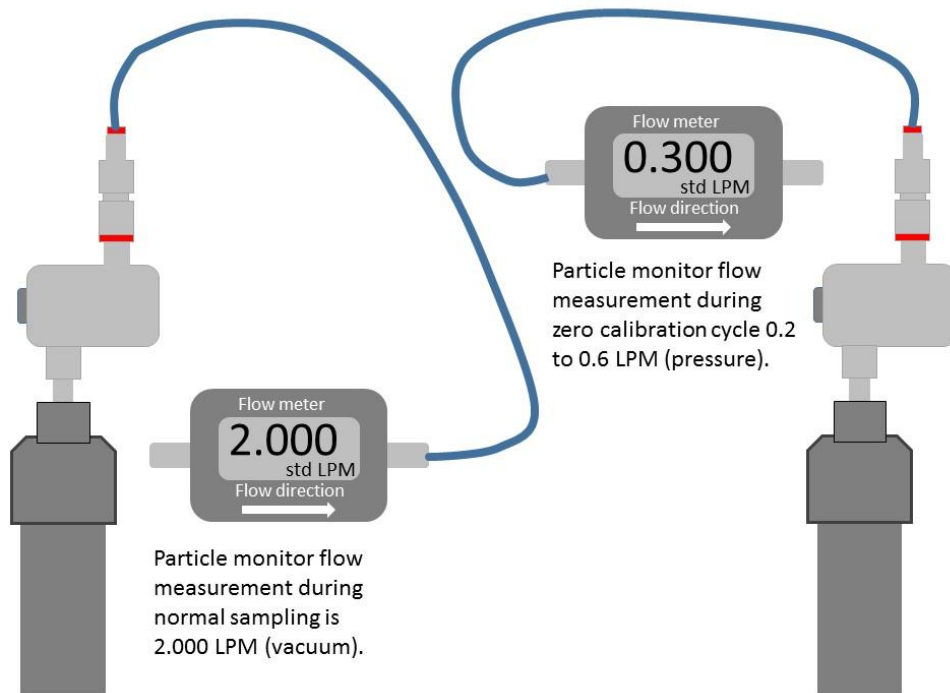 Flow meter
0.300
std LPM
Flow direction
Particle monitor flow
measurement during
zero calibration cycle 0.2
to 0.6 LPM (pressure).
Flow meter
2.000
std LPM
Flow direction
Particle monitor flow
measurement during
normal sampling is
2.000 LPM (vacuum).